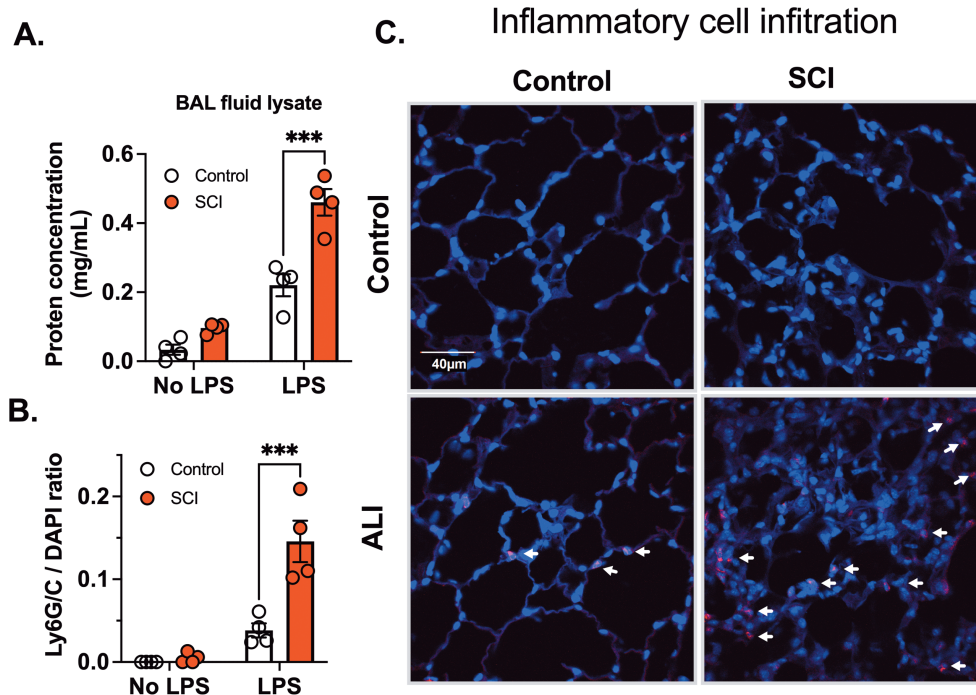 A.
BAL fluid lysate
***
Control
SCI
Proten concentration
(mg/mL)
0.6
0.4
0.2
0.0
No LPS
LPS
B.
***
Control
SCI
Ly6G/C / DAPI ratio
0.2
0.1
0.0
No LPS
LPS
C.
Inflammatory cell infitration
Control
SCI
Control
40µm
ALI